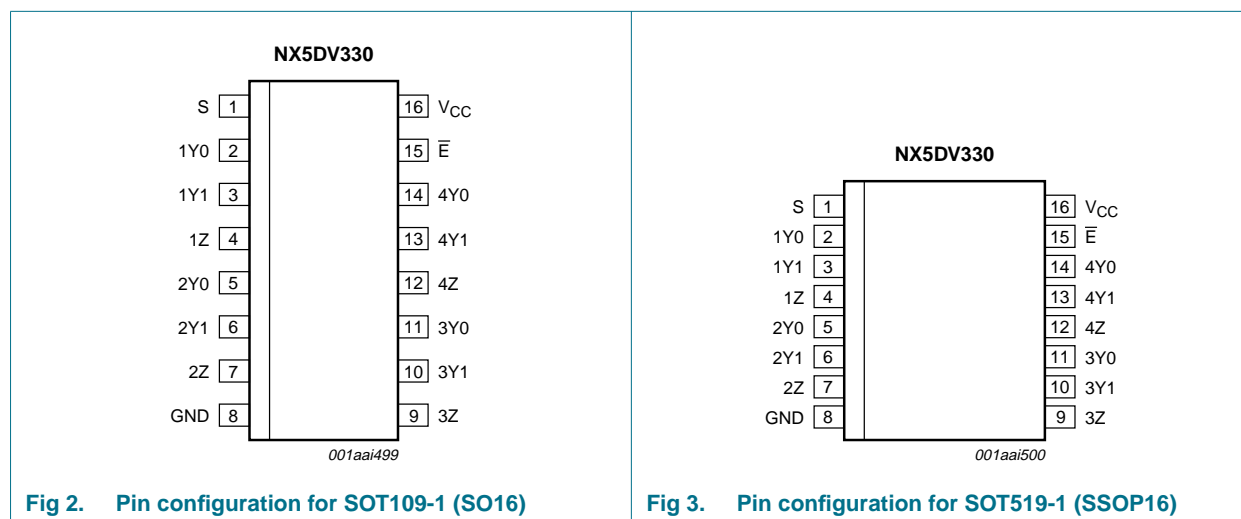 NX5DV330
S 1 16 VCC
1Y0 2 15 E̅
1Y1 3 14 4Y0
1Z 4 13 4Y1
2Y0 5 12 4Z
2Y1 6 11 3Y0
2Z 7 10 3Y1
GND 8 9 3Z
001aai499
Fig 2. Pin configuration for SOT109-1 (SO16)
NX5DV330
S 1 16 VCC
1Y0 2 15 E̅
1Y1 3 14 4Y0
1Z 4 13 4Y1
2Y0 5 12 4Z
2Y1 6 11 3Y0
2Z 7 10 3Y1
GND 8 9 3Z
001aai500
Fig 3. Pin configuration for SOT519-1 (SSOP16)